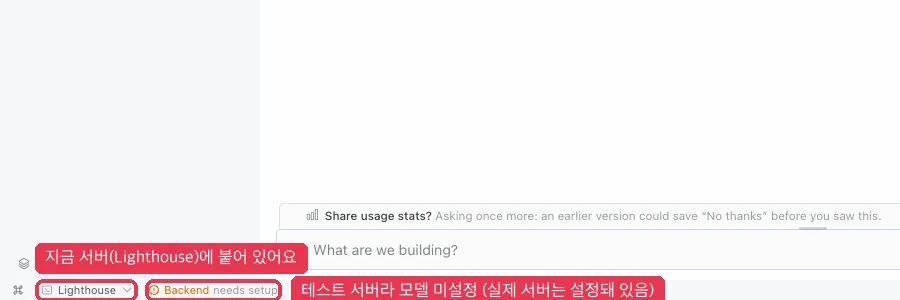 Share usage stats? Asking once more: an earlier version could save “No thanks” before you saw this.
지금 서버(Lighthouse)에 붙어 있어요
What are we building?
Lighthouse
Backend needs setup
테스트 서버라 모델 미설정 (실제 서버는 설정돼 있음)